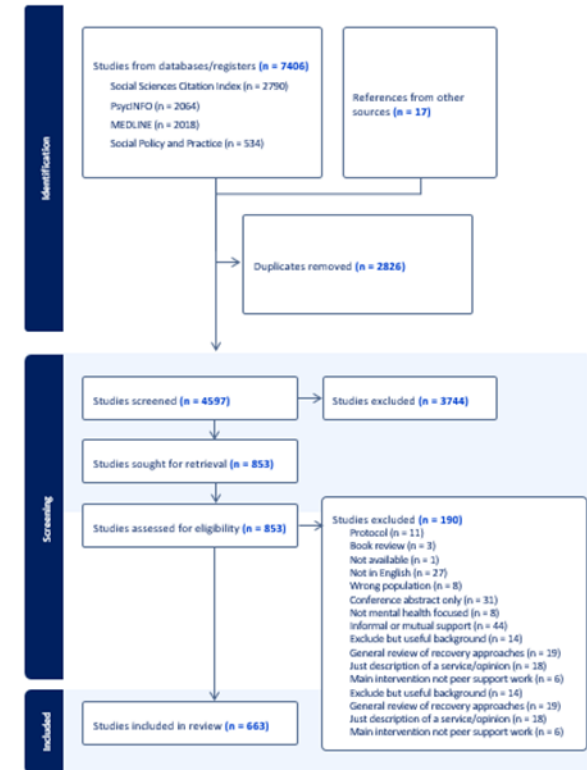 Identification
Studies from databases/registers (n = 7406)
Social Sciences Citation Index (n = 2790)
PsycINFO (n = 2064)
MEDLINE (n = 2018)
Social Policy and Practice (n = 534)
References from other
sources (n = 17)
Duplicates removed (n = 2826)
Screening
Studies screened (n = 4597)
Studies excluded (n = 3744)
Studies sought for retrieval (n = 853)
Studies assessed for eligibility (n = 853)
Studies excluded (n = 190)
Protocol (n = 11)
Book review (n = 3)
Not available (n = 1)
Not in English (n = 27)
Wrong population (n = 8)
Conference abstract only (n = 31)
Not mental health focused (n = 8)
Informal or mutual support (n = 44)
Exclude but useful background (n = 14)
General review of recovery approaches (n = 19)
Just description of a service/opinion (n = 18)
Main intervention not peer support work (n = 6)
Exclude but useful background (n = 14)
General review of recovery approaches (n = 19)
Just description of a service/opinion (n = 18)
Main intervention not peer support work (n = 6)
Included
Studies included in review (n = 663)